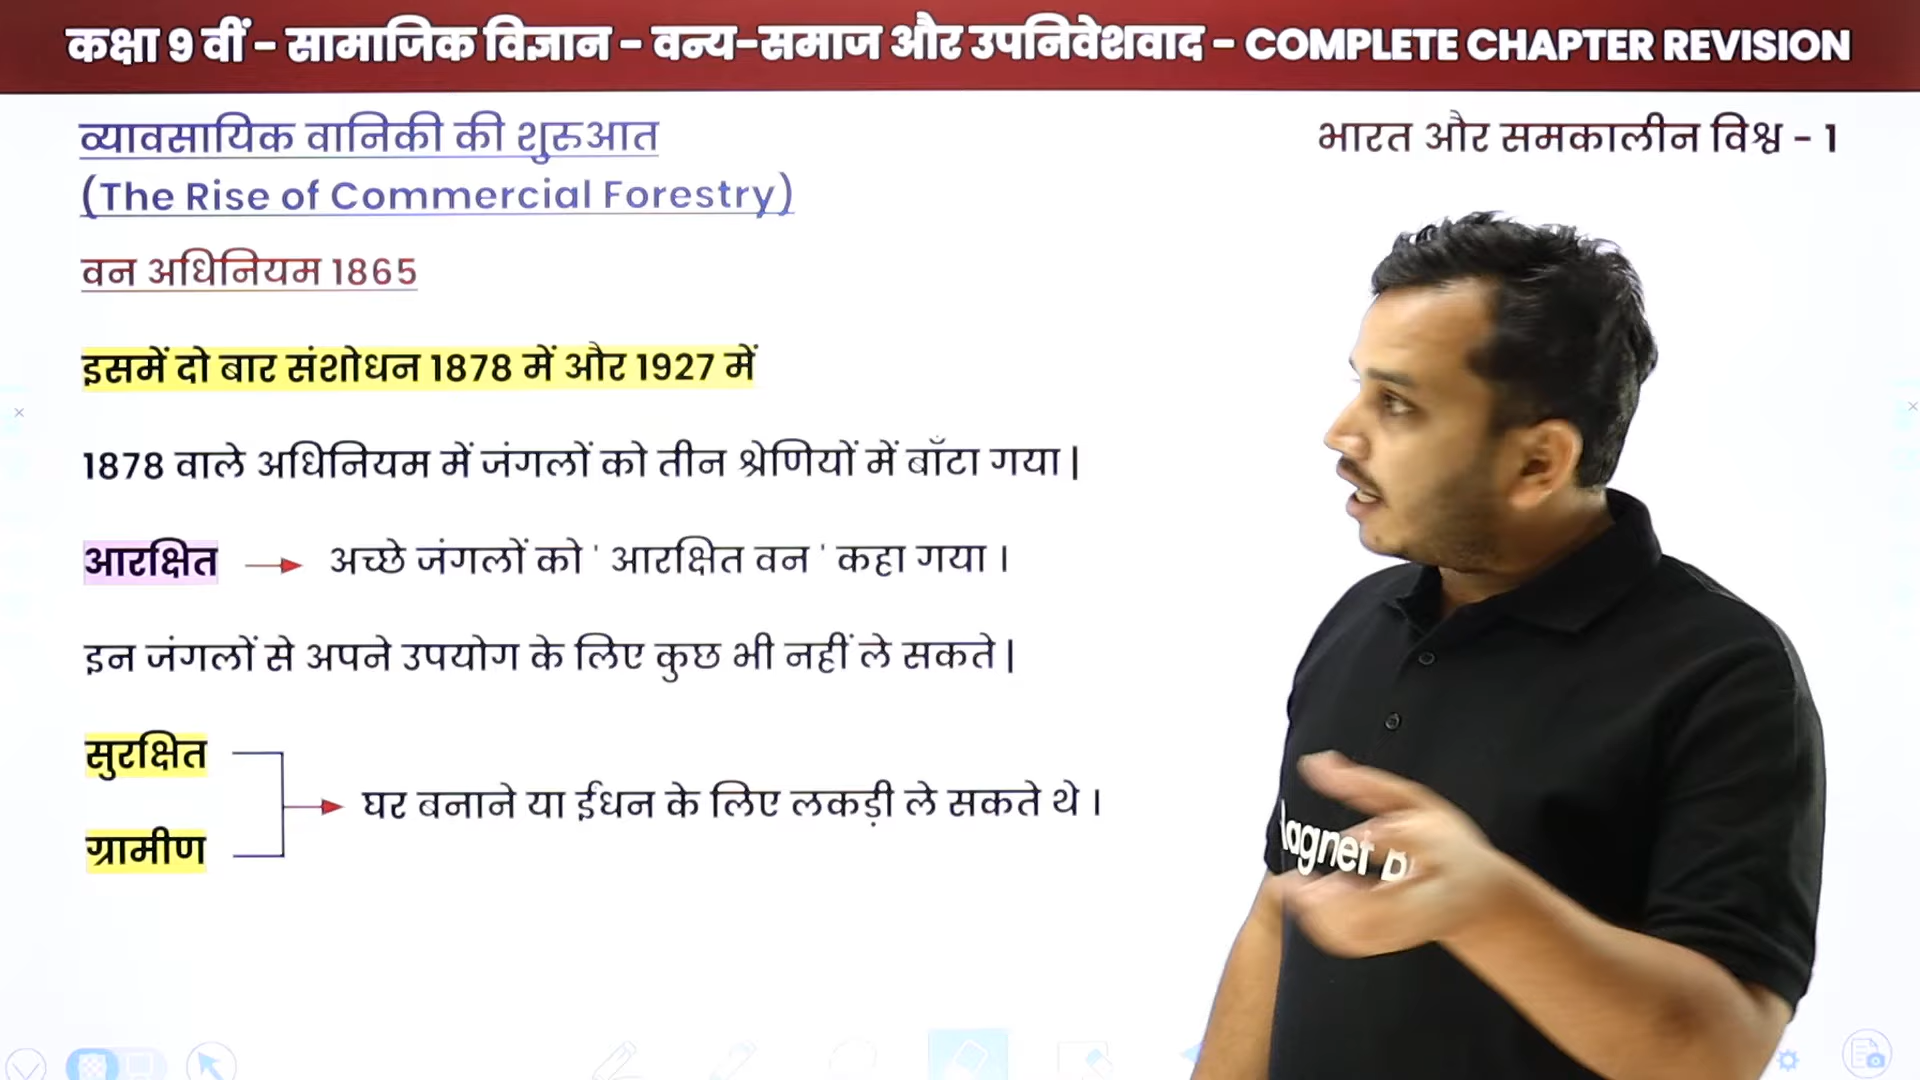 कक्षा 9 वीं - सामाजिक विज्ञान - वन्य-समाज और उपनिवेशवाद - COMPLETE CHAPTER REVISION
व्यावसायिक वानिकी की शुरुआत
भारत और समकालीन विश्व - 1
(The Rise of Commercial Forestry)
वन अधिनियम 1865
इसमें दो बार संशोधन 1878 में और 1927 में
1878 वाले अधिनियम में जंगलों को तीन श्रेणियों में बाँटा गया |
आरक्षित → अच्छे जंगलों को ' आरक्षित वन ' कहा गया ।
इन जंगलों से अपने उपयोग के लिए कुछ भी नहीं ले सकते |
सुरक्षित
घर बनाने या ईधन के लिए लकड़ी ले सकते थे ।
ग्रामीण